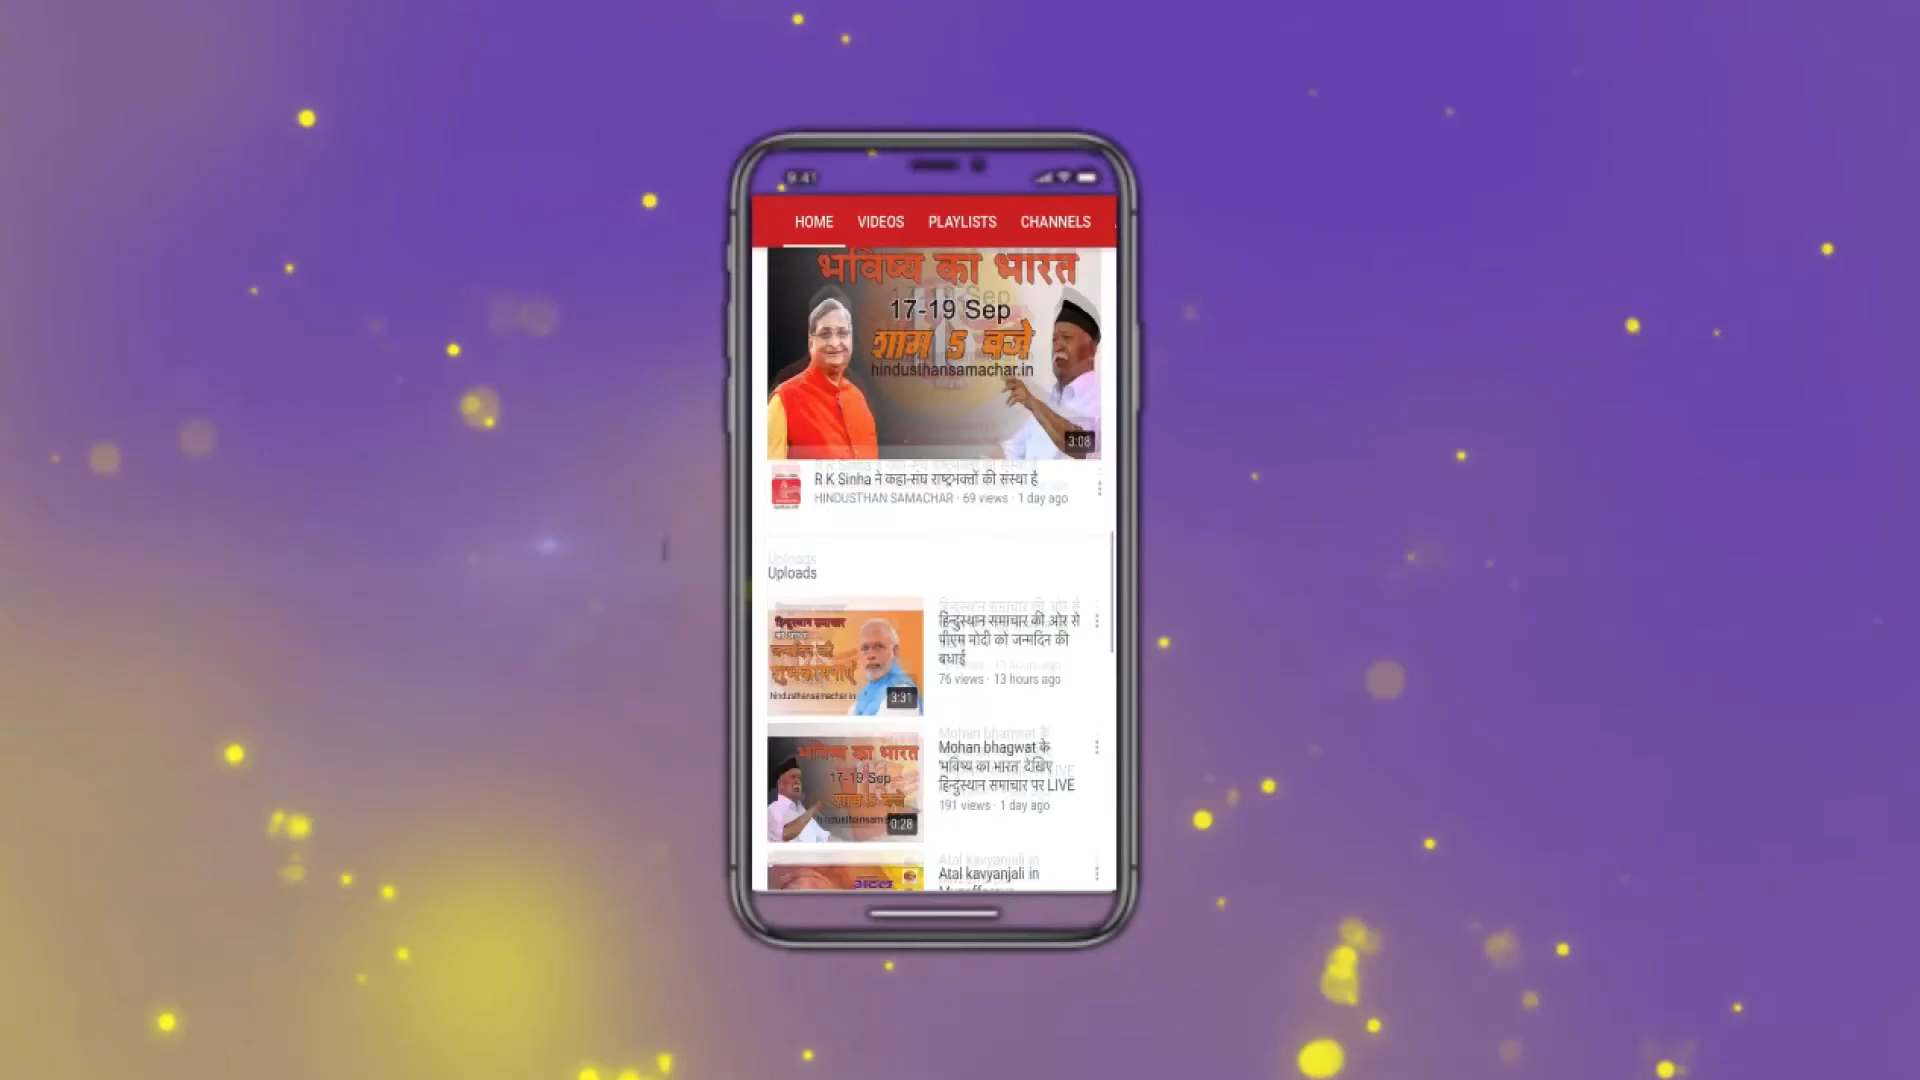 9:41
HOME VIDEOS PLAYLISTS CHANNELS
भविष्य का भारत
17-19 Sep
शाम 5 बजे
hindusthansamachar.in
3:08
R K Sinha ने कहा-संघ राष्ट्रभक्तों की संस्था है
HINDUSTHAN SAMACHAR · 69 views · 1 day ago
Uploads
हिन्दुस्थान समाचार
जन्मदिन की
शुभकामनाएँ
hindusthansamachar.in
3:31
हिन्दुस्थान समाचार की ओर से
पीएम मोदी को जन्मदिन की
बधाई
76 views · 13 hours ago
भविष्य का भारत
17-19 Sep
शाम 5 बजे
0:28
Mohan bhagwat के
'भविष्य का भारत' देखिए
हिन्दुस्थान समाचार पर LIVE
191 views · 1 day ago
अटल
Atal kavyanjali in